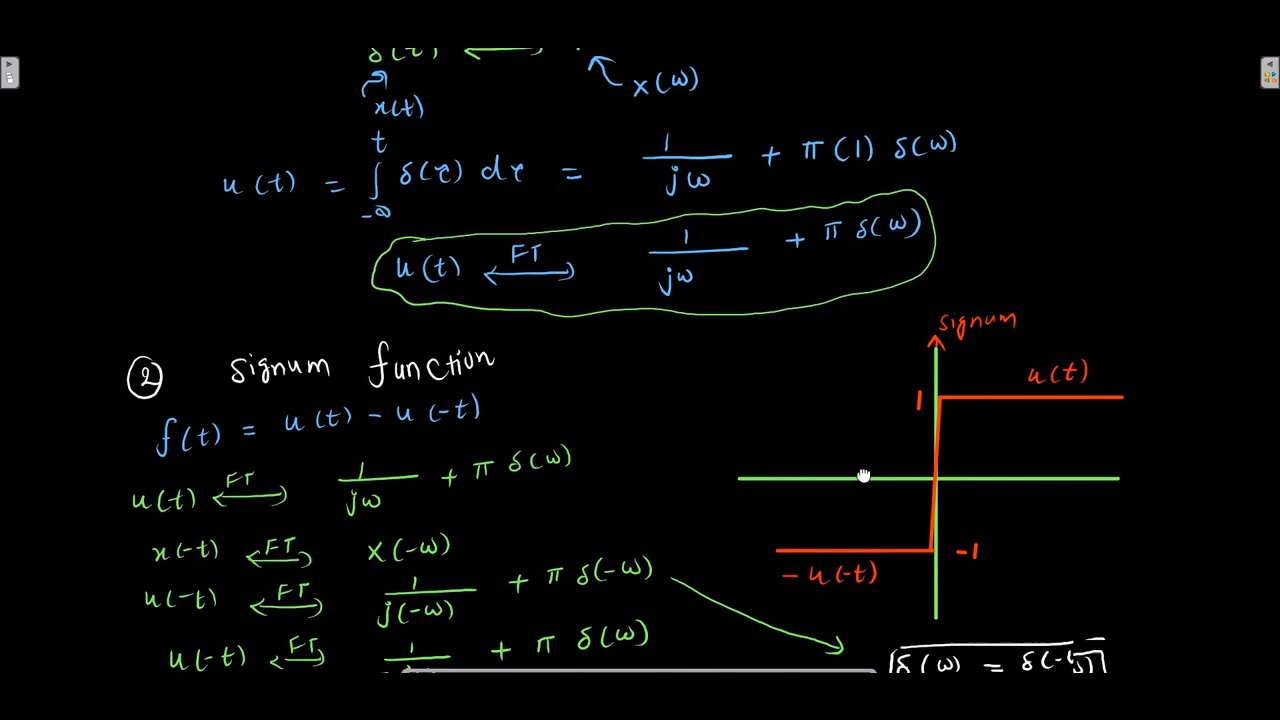 δ(t) ⟷
X(ω)
x(t)
u(t) = ∫_{-∞}^{t} δ(τ) dτ = 1/jω + π(1) δ(ω)
u(t) ⟷FT 1/jω + π δ(ω)
② signum function
f(t) = u(t) - u(-t)
u(t) ⟷FT 1/jω + π δ(ω)
x(-t) ⟷FT X(-ω)
u(-t) ⟷FT 1/j(-ω) + π δ(-ω)
u(-t) ⟷FT 1/ + π δ(ω)
signum
u(t)
1
-1
- u(-t)
δ(ω) = δ(-ω)